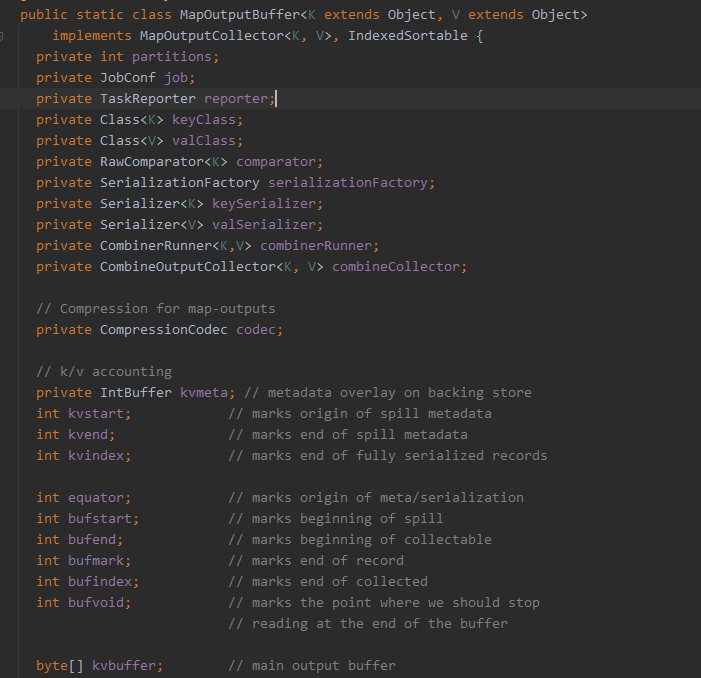 public static class MapOutputBuffer<K extends Object, V extends Object>
implements MapOutputCollector<K, V>, IndexedSortable {
private int partitions;
private JobConf job;
private TaskReporter reporter;
private Class<K> keyClass;
private Class<V> valClass;
private RawComparator<K> comparator;
private SerializationFactory serializationFactory;
private Serializer<K> keySerializer;
private Serializer<V> valSerializer;
private CombinerRunner<K,V> combinerRunner;
private CombineOutputCollector<K, V> combineCollector;
// Compression for map-outputs
private CompressionCodec codec;
// k/v accounting
private IntBuffer kvmeta; // metadata overlay on backing store
int kvstart; // marks origin of spill metadata
int kvend; // marks end of spill metadata
int kvindex; // marks end of fully serialized records
int equator; // marks origin of meta/serialization
int bufstart; // marks beginning of spill
int bufend; // marks beginning of collectable
int bufmark; // marks end of record
int bufindex; // marks end of collected
int bufvoid; // marks the point where we should stop
// reading at the end of the buffer
byte[] kvbuffer; // main output buffer